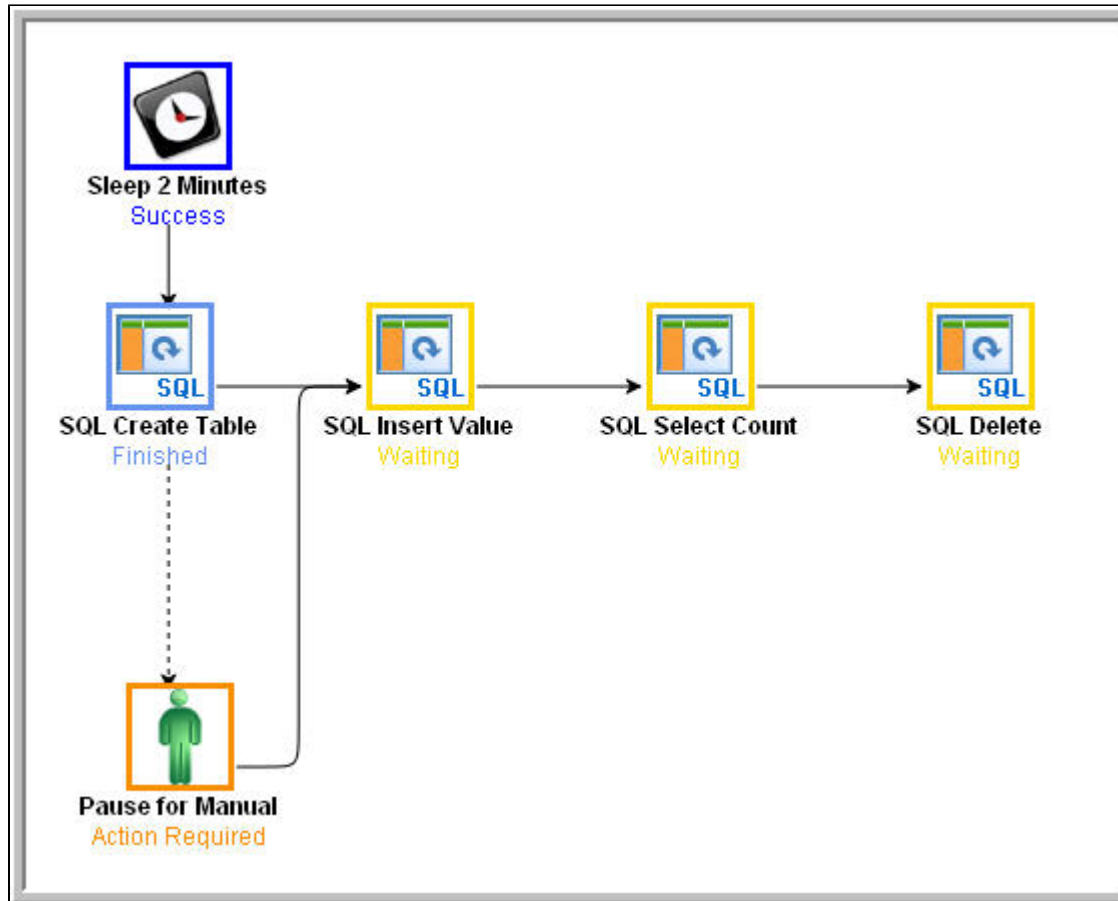 Sleep 2 Minutes
Success
SQL SQL SQL SQL
SQL Create Table SQL Insert Value SQL Select Count SQL Delete
Finished Waiting Waiting Waiting
Pause for Manual
Action Required